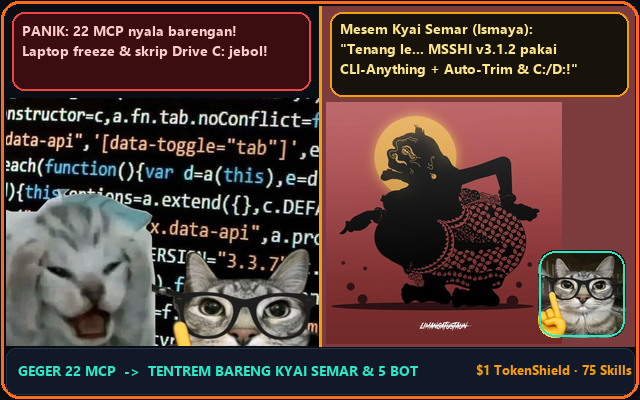 PANIK: 22 MCP nyala barengan!
Laptop freeze & skrip Drive C: jebol!
Mesem Kyai Semar (Ismaya):
"Tenang le... MSSHI v3.1.2 pakai
CLI-Anything + Auto-Trim & C:/D:!"
nstructor=c,a.fn.tab.noConflict=f
data-api",'[data-toggle="tab"]',e
each(function(){var d=a(this),e=d
){this
options=a.extend({},c.DEFA
x.data-api",a.pro
ERSION="3.3.7"
LIMANGATUSTAUN
GEGER 22 MCP -> TENTREM BARENG KYAI SEMAR & 5 BOT
$1 TokenShield · 75 Skills